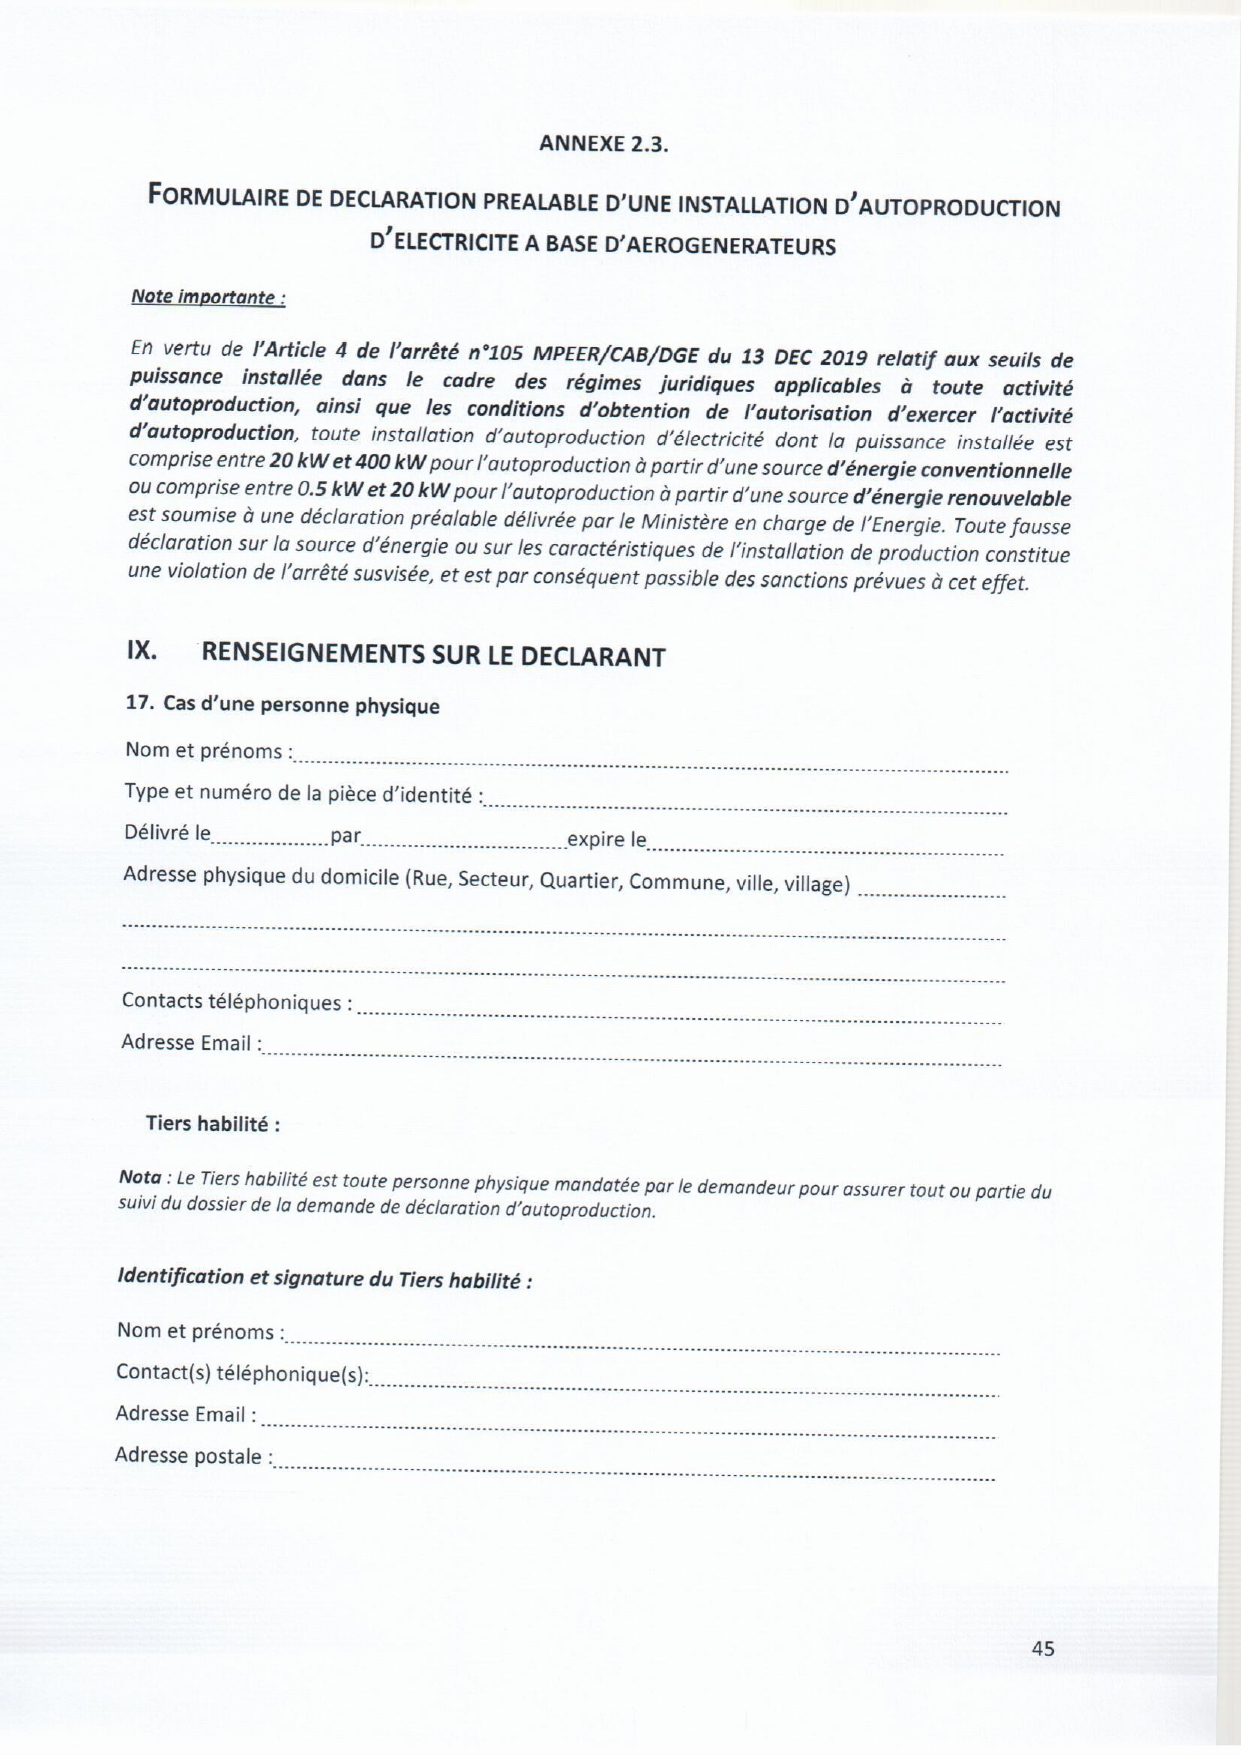 ANNEXE 2.3.
FORMULAIRE DE DECLARATION PREALABLE D'UNE INSTALLATION D'AUTOPRODUCTION
D'ELECTRICITE A BASE D'AEROGENERATEURS
Note importante :
En vertu de l'Article 4 de l'arrêté n°105 MPEER/CAB/DGE du 13 DEC 2019 relatif aux seuils de
puissance installée dans le cadre des régimes juridiques applicables à toute activité
d'autoproduction, ainsi que les conditions d'obtention de l'autorisation d'exercer l'activité
d'autoproduction, toute installation d'autoproduction d'électricité dont la puissance installée est
comprise entre 20 kW et 400 kW pour l'autoproduction à partir d'une source d'énergie conventionnelle
ou comprise entre 0.5 kW et 20 kW pour l'autoproduction à partir d'une source d'énergie renouvelable
est soumise à une déclaration préalable délivrée par le Ministère en charge de l'Energie. Toute fausse
déclaration sur la source d'énergie ou sur les caractéristiques de l'installation de production constitue
une violation de l'arrêté susvisée, et est par conséquent passible des sanctions prévues à cet effet.
IX. RENSEIGNEMENTS SUR LE DECLARANT
17. Cas d'une personne physique
Nom et prénoms :
Type et numéro de la pièce d'identité :
Délivré le par expire le
Adresse physique du domicile (Rue, Secteur, Quartier, Commune, ville, village)
Contacts téléphoniques :
Adresse Email :
Tiers habilité :
Nota : Le Tiers habilité est toute personne physique mandatée par le demandeur pour assurer tout ou partie du
suivi du dossier de la demande de déclaration d'autoproduction.
Identification et signature du Tiers habilité :
Nom et prénoms :
Contact(s) téléphonique(s):
Adresse Email :
Adresse postale :
45